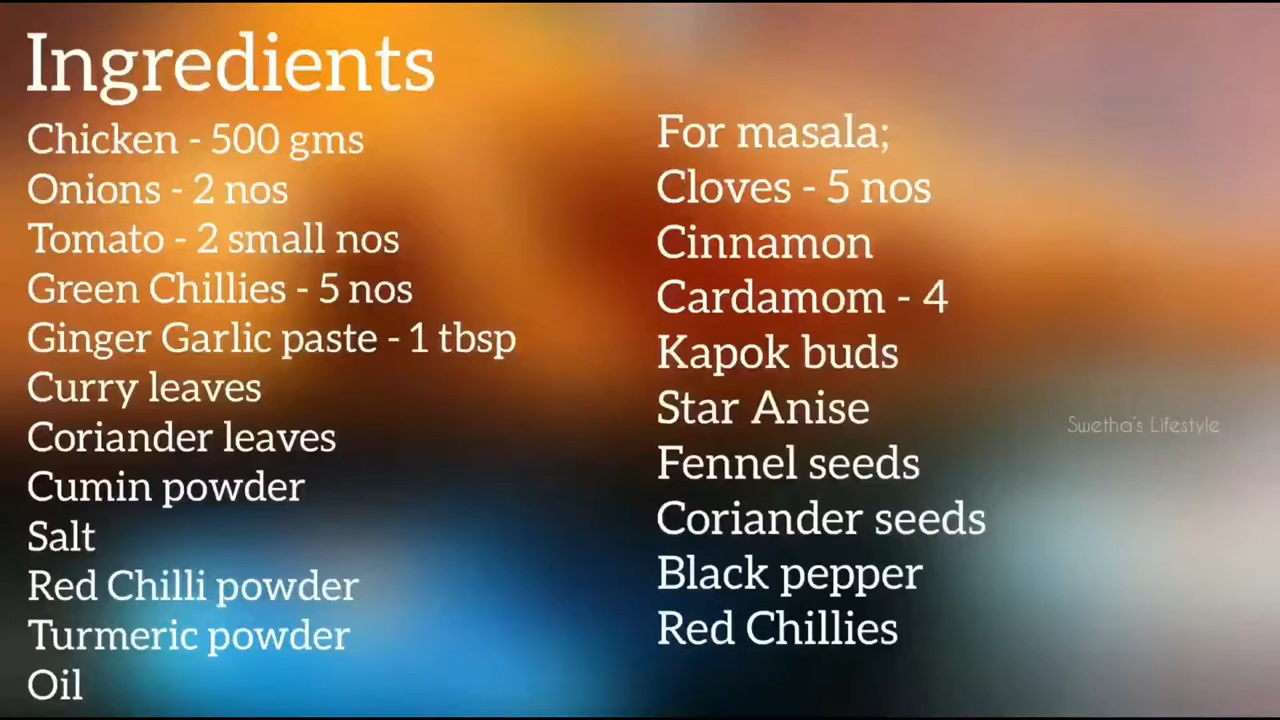 Ingredients
Chicken - 500 gms
Onions - 2 nos
Tomato - 2 small nos
Green Chillies - 5 nos
Ginger Garlic paste - 1 tbsp
Curry leaves
Coriander leaves
Cumin powder
Salt
Red Chilli powder
Turmeric powder
Oil
For masala;
Cloves - 5 nos
Cinnamon
Cardamom - 4
Kapok buds
Star Anise
Fennel seeds
Coriander seeds
Black pepper
Red Chillies
Swetha's Lifestyle